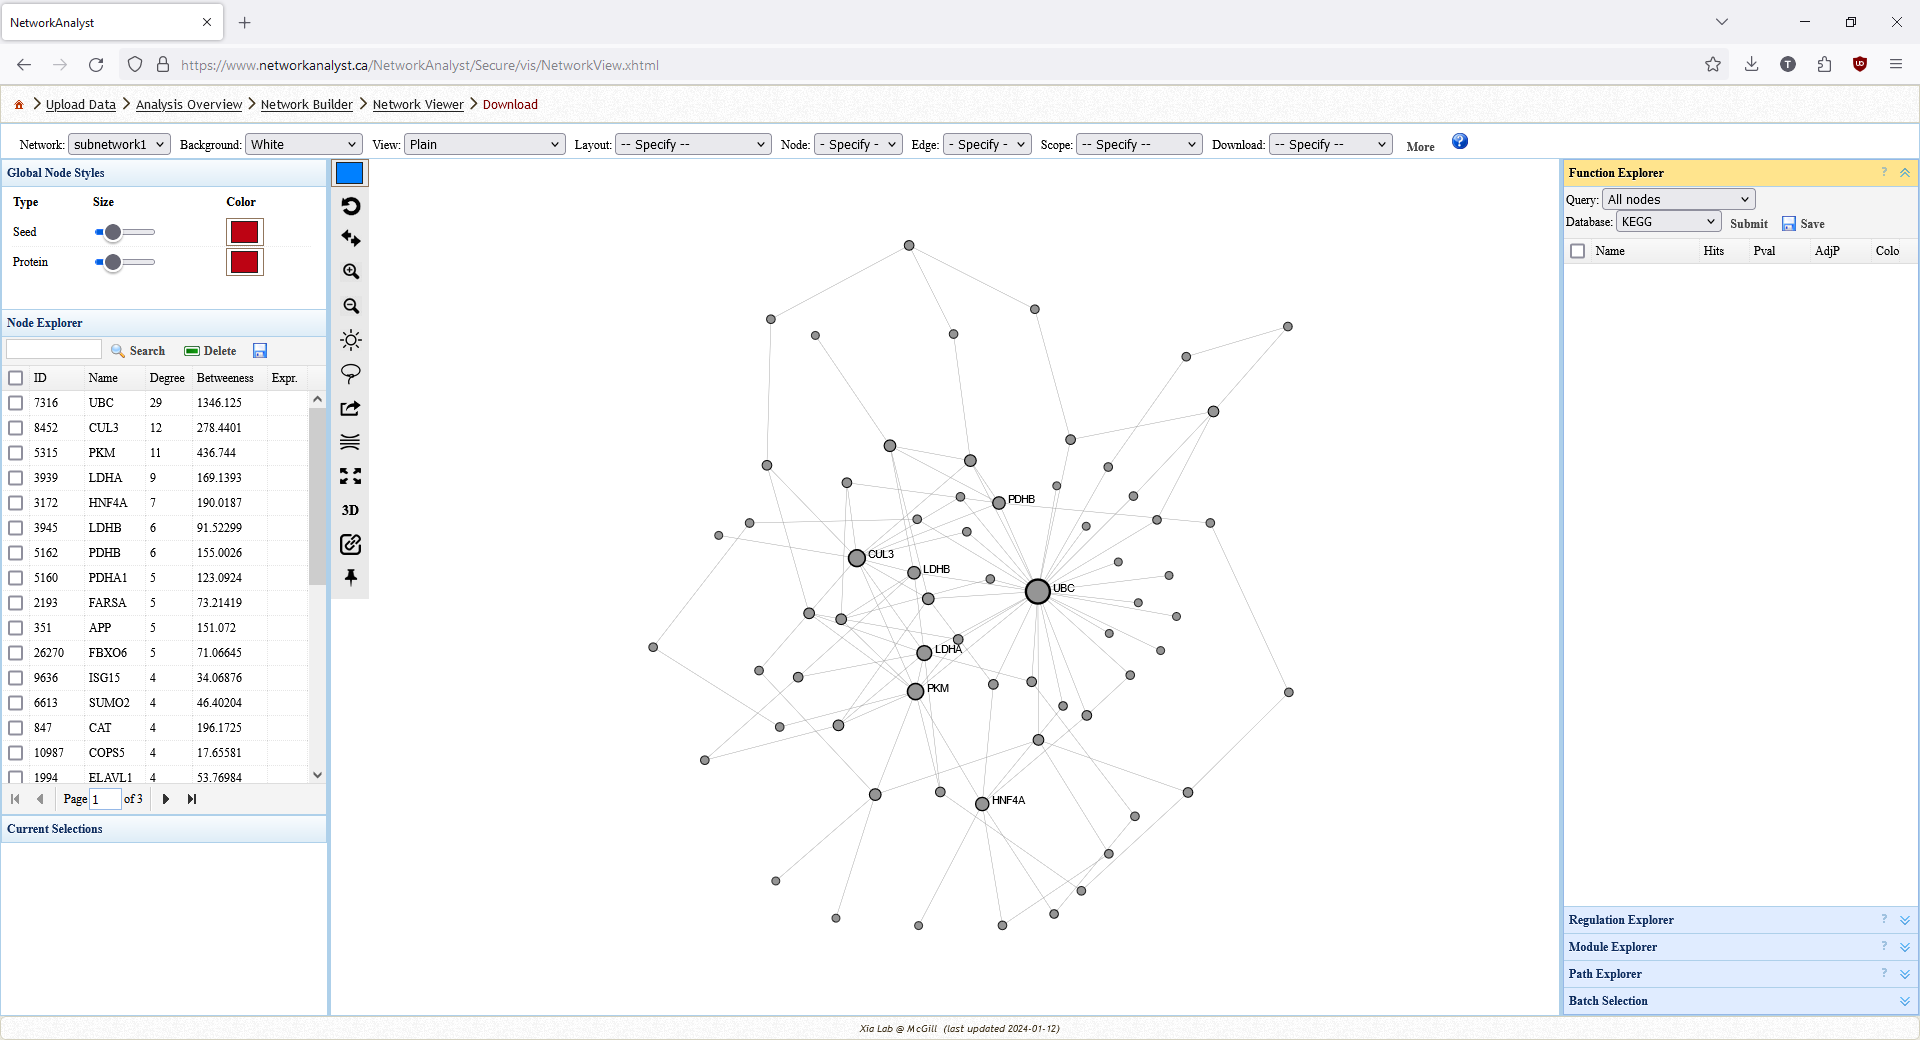 NetworkAnalyst
https://www.networkanalyst.ca/NetworkAnalyst/Secure/vis/NetworkView.xhtml
Upload Data > Analysis Overview > Network Builder > Network Viewer > Download
Network: subnetwork1 Background: White View: Plain Layout: -- Specify -- Node: - Specify - Edge: - Specify - Scope: -- Specify -- Download: -- Specify -- More ?
Global Node Styles
Type Size Color
Seed
Protein
Node Explorer
Search Delete
ID Name Degree Betweeness Expr.
7316 UBC 29 1346.125
8452 CUL3 12 278.4401
5315 PKM 11 436.744
3939 LDHA 9 169.1393
3172 HNF4A 7 190.0187
3945 LDHB 6 91.52299
5162 PDHB 6 155.0026
5160 PDHA1 5 123.0924
2193 FARSA 5 73.21419
351 APP 5 151.072
26270 FBXO6 5 71.06645
9636 ISG15 4 34.06876
6613 SUMO2 4 46.40204
847 CAT 4 196.1725
10987 COPS5 4 17.65581
1994 ELAVL1 4 53.76984
Page 1 of 3
Current Selections
3D
PDHB
CUL3
LDHB
UBC
LDHA
PKM
HNF4A
Function Explorer ?
Query: All nodes
Database: KEGG Submit Save
Name Hits Pval AdjP Colo
Regulation Explorer ?
Module Explorer ?
Path Explorer ?
Batch Selection
Xia Lab @ McGill (last updated 2024-01-12)